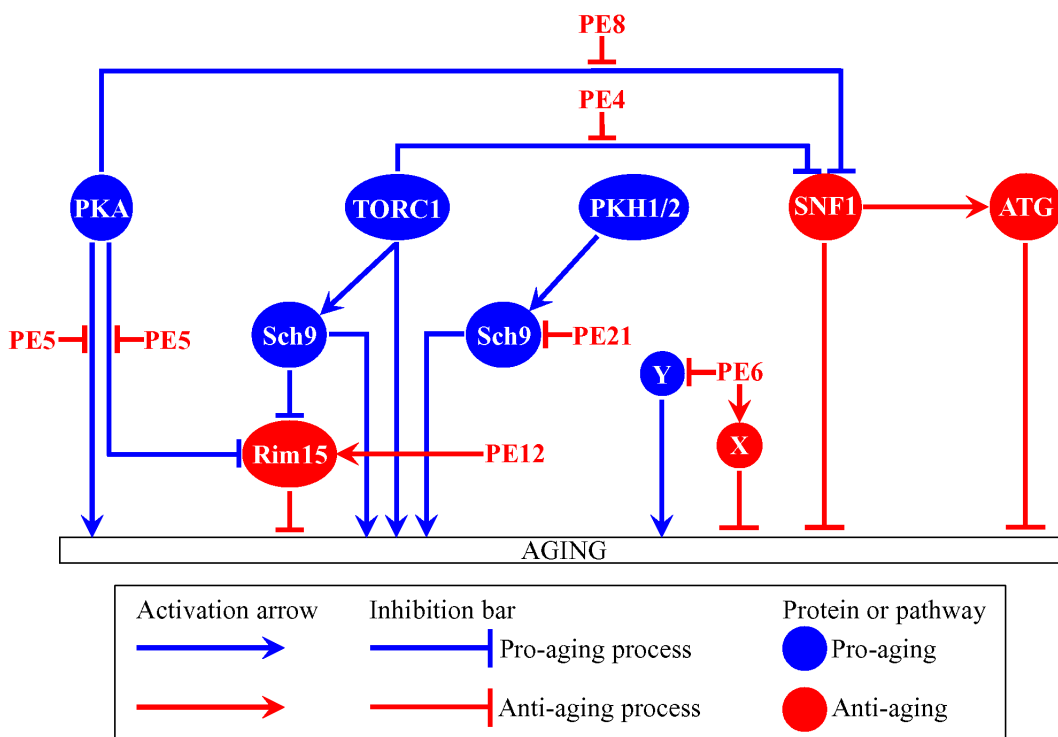 PE8
PE4
PKA
TORC1
PKH1/2
SNF1
ATG
PE5
PE5
Sch9
Sch9
PE21
Y
PE6
Rim15
PE12
X
AGING
Activation arrow
Inhibition bar
Protein or pathway
Pro-aging process
Pro-aging
Anti-aging process
Anti-aging